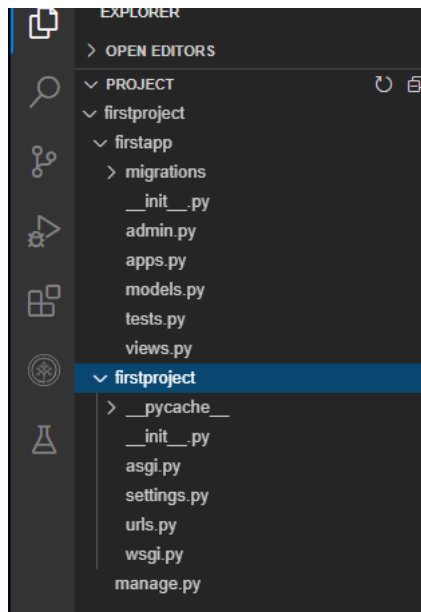 EXPLORER
OPEN EDITORS
PROJECT
firstproject
firstapp
migrations
__init__.py
admin.py
apps.py
models.py
tests.py
views.py
firstproject
__pycache__
__init__.py
asgi.py
settings.py
urls.py
wsgi.py
manage.py